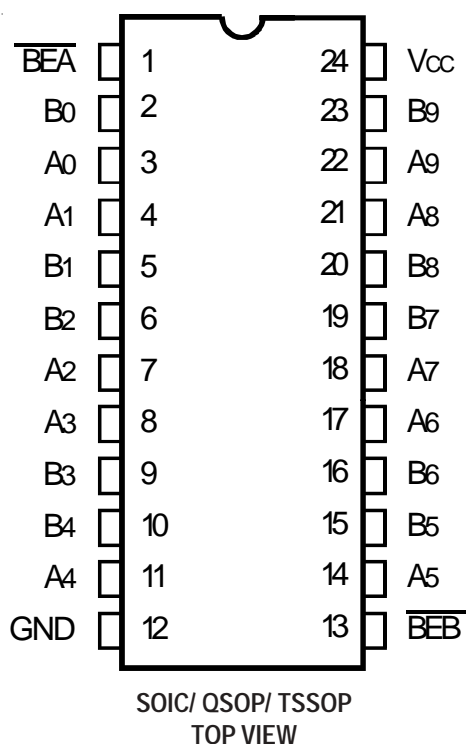 B̅E̅A̅ 1 24 Vcc
B0 2 23 B9
A0 3 22 A9
A1 4 21 A8
B1 5 20 B8
B2 6 19 B7
A2 7 18 A7
A3 8 17 A6
B3 9 16 B6
B4 10 15 B5
A4 11 14 A5
GND 12 13 B̅E̅B̅
SOIC/ QSOP/ TSSOP
TOP VIEW